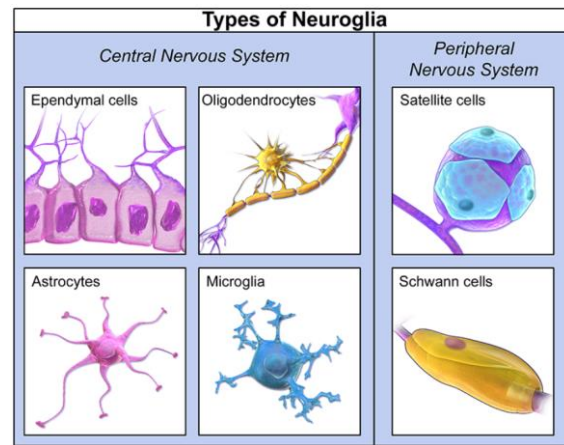 Types of Neuroglia
Central Nervous System
Peripheral
Nervous System
Ependymal cells
Oligodendrocytes
Satellite cells
Astrocytes
Microglia
Schwann cells